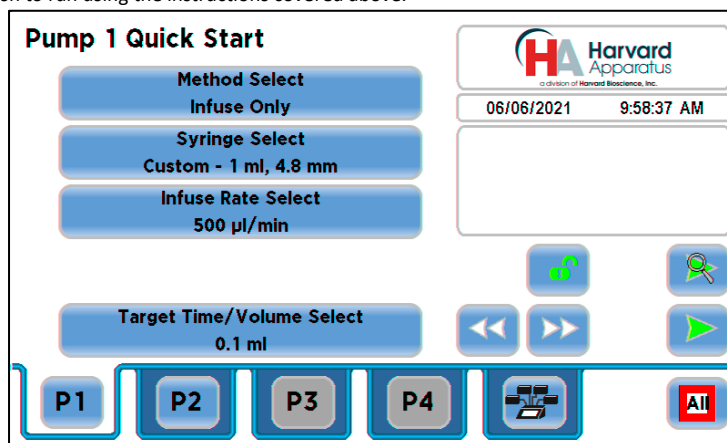 on to run using the instructions covered above.
Pump 1 Quick Start
Method Select
Infuse Only
Syringe Select
Custom - 1 ml, 4.8 mm
Infuse Rate Select
500 µl/min
Target Time/Volume Select
0.1 ml
HA Harvard
Apparatus
a division of Harvard Bioscience, Inc.
06/06/2021 9:58:37 AM
P1 P2 P3 P4 All